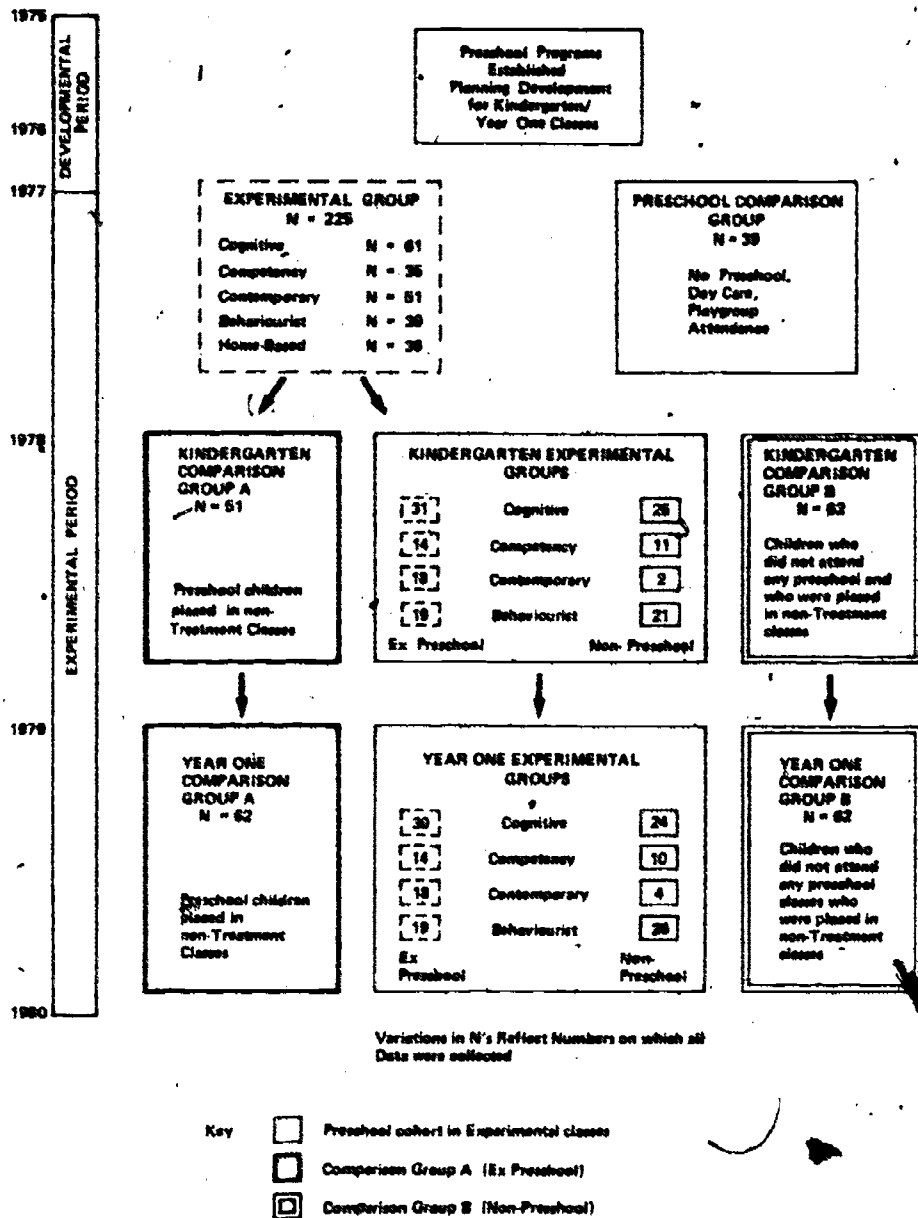 1975
DEVELOPMENTAL
PERIOD
1976
1977
Preschool Programs
Established
Planning Development
for Kindergarten/
Year One Classes
EXPERIMENTAL GROUP
N = 225
Cognitive N = 61
Competency N =
Contemporary N = 51
Behaviourist N =
Home-Based N =
PRESCHOOL COMPARISON
GROUP
N = 39
No Preschool,
Day Care,
Playgroup
Attendance
EXPERIMENTAL PERIOD
1978
KINDERGARTEN
COMPARISON
GROUP A
N = 51
Preschool children
placed in non-
Treatment Classes
KINDERGARTEN EXPERIMENTAL
GROUPS
31 Cognitive
14 Competency 11
Contemporary 2
19 Behaviourist 21
Ex Preschool Non-Preschool
KINDERGARTEN
COMPARISON
GROUP B
N = 62
Children who
did not attend
any preschool and
who were placed
in non-Treatment
classes
1979
YEAR ONE
COMPARISON
GROUP A
N = 52
Preschool children
placed in
non-Treatment
Classes
YEAR ONE EXPERIMENTAL
GROUPS
30 Cognitive 24
14 Competency 10
18 Contemporary 4
19 Behaviourist
Ex
Preschool
Non-
Preschool
YEAR ONE
COMPARISON
GROUP B
N = 62
Children who
did not attend
any preschool
classes who
were placed in
non-Treatment
classes
1980
Variations in N's Reflect Numbers on which all
Data were collected
Key
Preschool cohort in Experimental classes
Comparison Group A (Ex Preschool)
Comparison Group B (Non-Preschool)